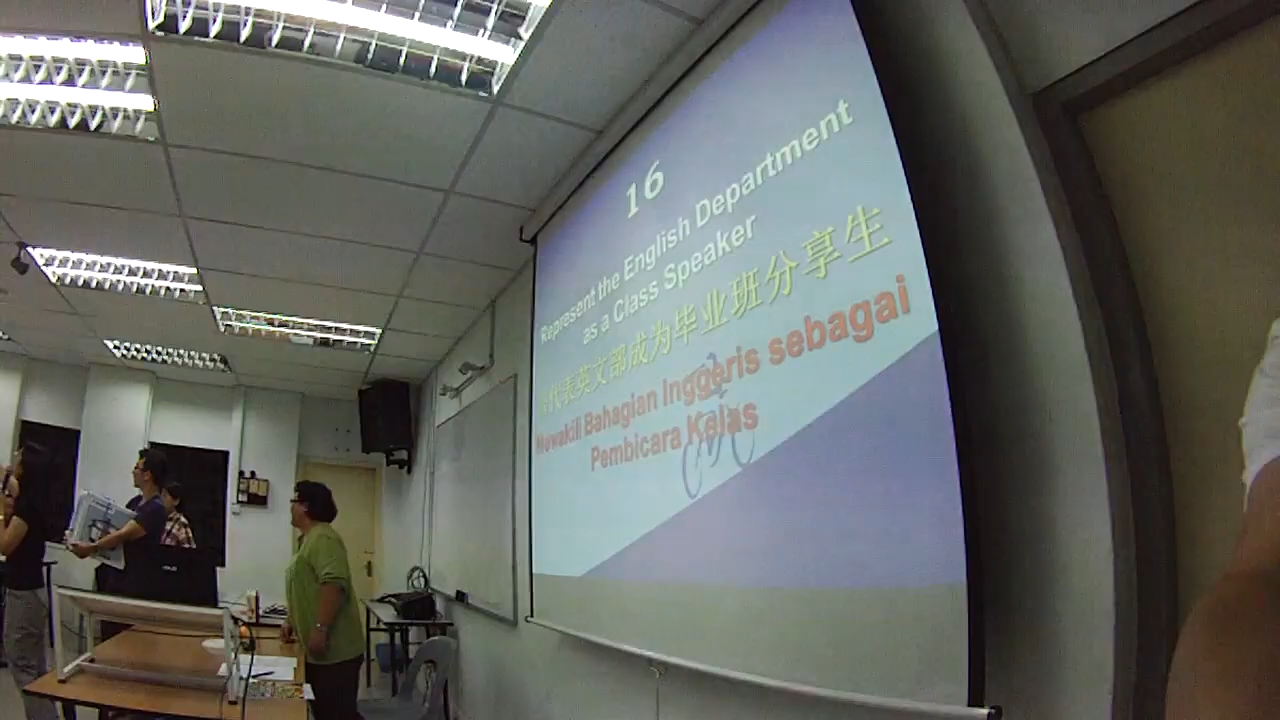 16
Represent the English Department
as a Class Speaker
代表英文部成为毕业班分享生
Mewakili Bahagian Inggeris sebagai
Pembicara Kelas
ASUS